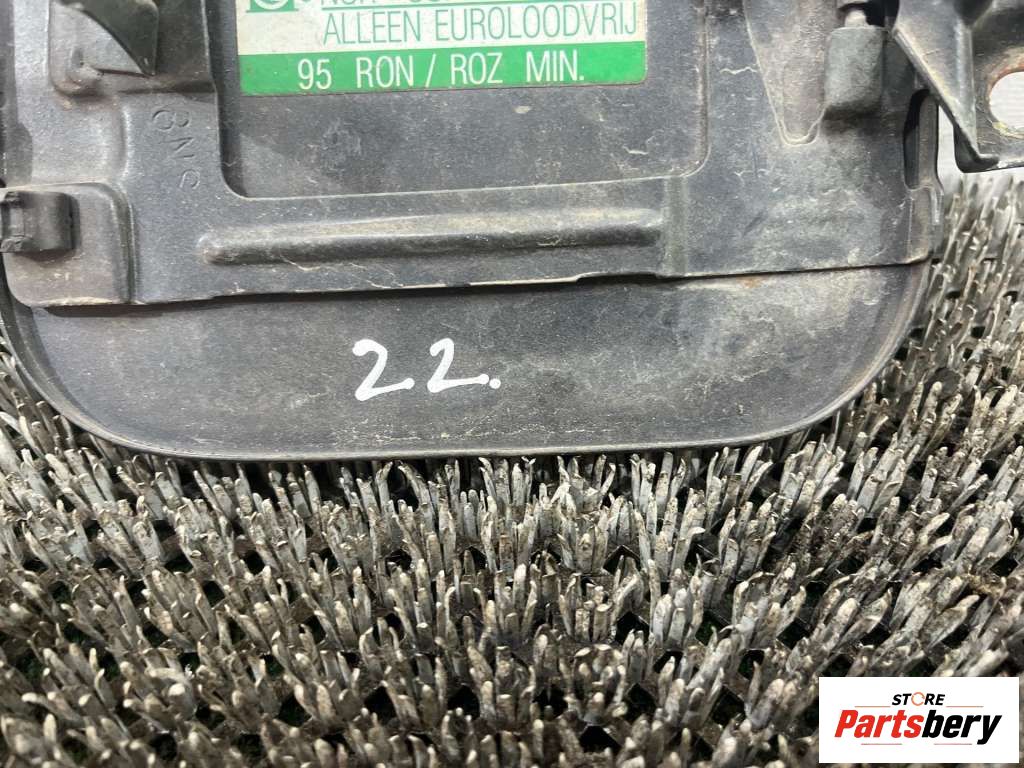 ALLEEN EUROLOODVRIJ
95 RON / ROZ MIN.
22.
STORE
Partsbery